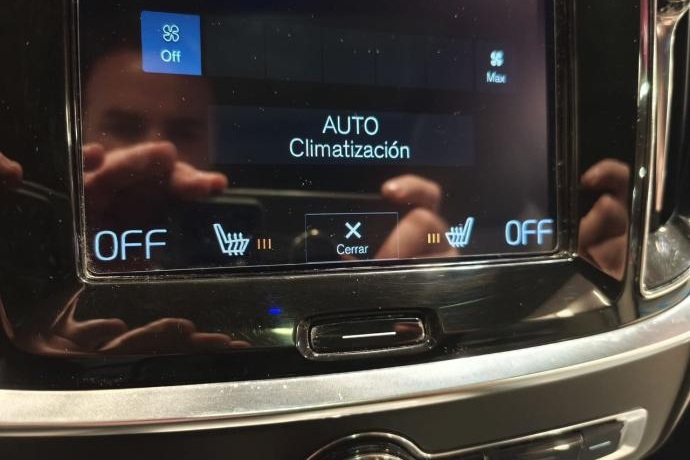 Off
Max
AUTO
Climatización
OFF
Cerrar
OFF